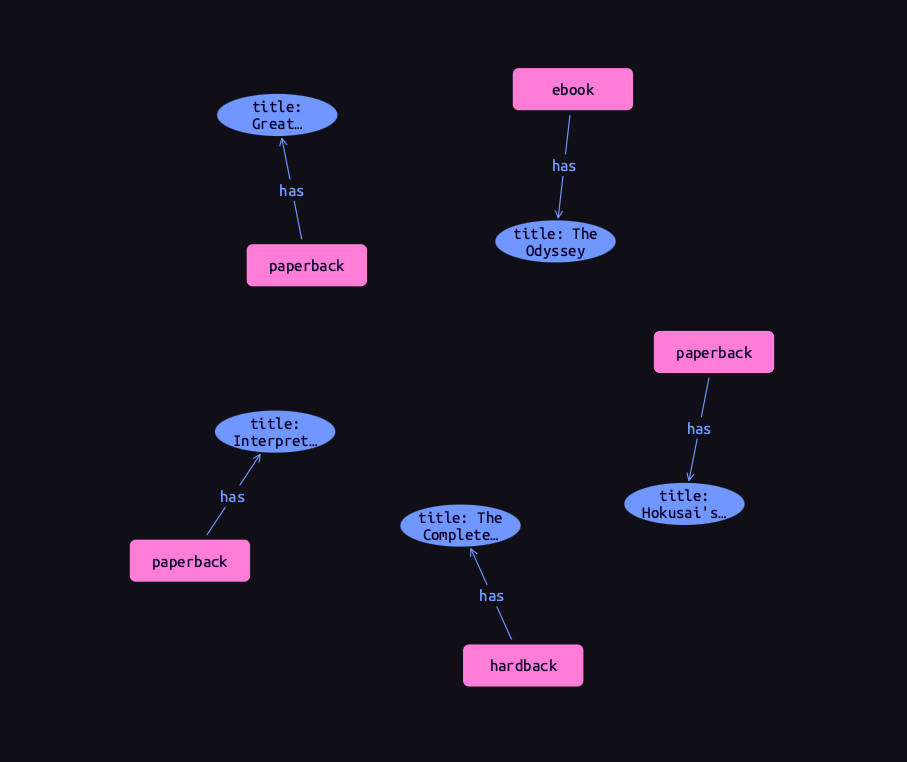 title:
Great…
has
paperback
ebook
has
title: The
Odyssey
paperback
has
title:
Hokusai's…
title:
Interpret…
has
paperback
title: The
Complete…
has
hardback